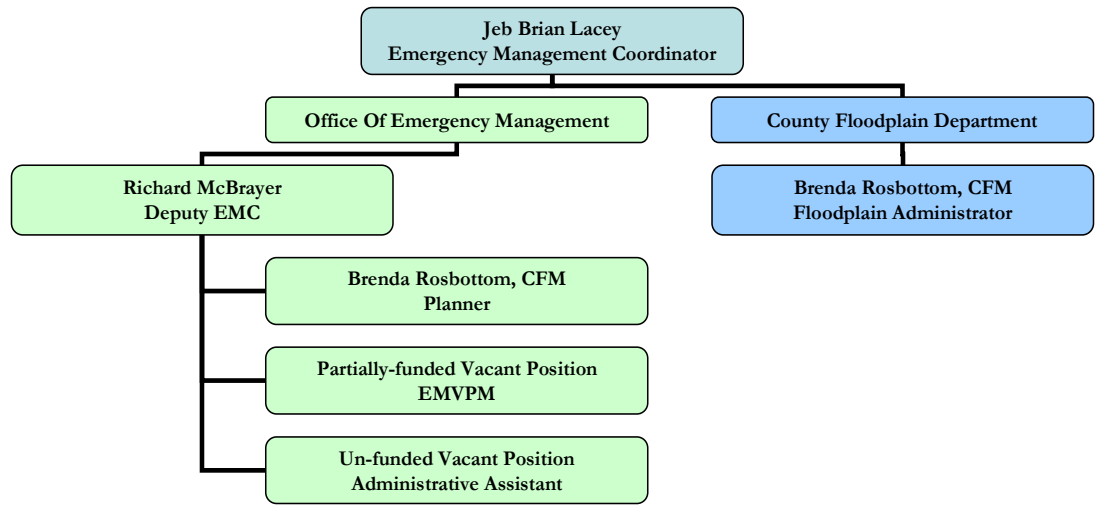 Jeb Brian Lacey
Emergency Management Coordinator
Office Of Emergency Management
County Floodplain Department
Richard McBrayer
Deputy EMC
Brenda Rosbottom, CFM
Floodplain Administrator
Brenda Rosbottom, CFM
Planner
Partially-funded Vacant Position
EMVPM
Un-funded Vacant Position
Administrative Assistant